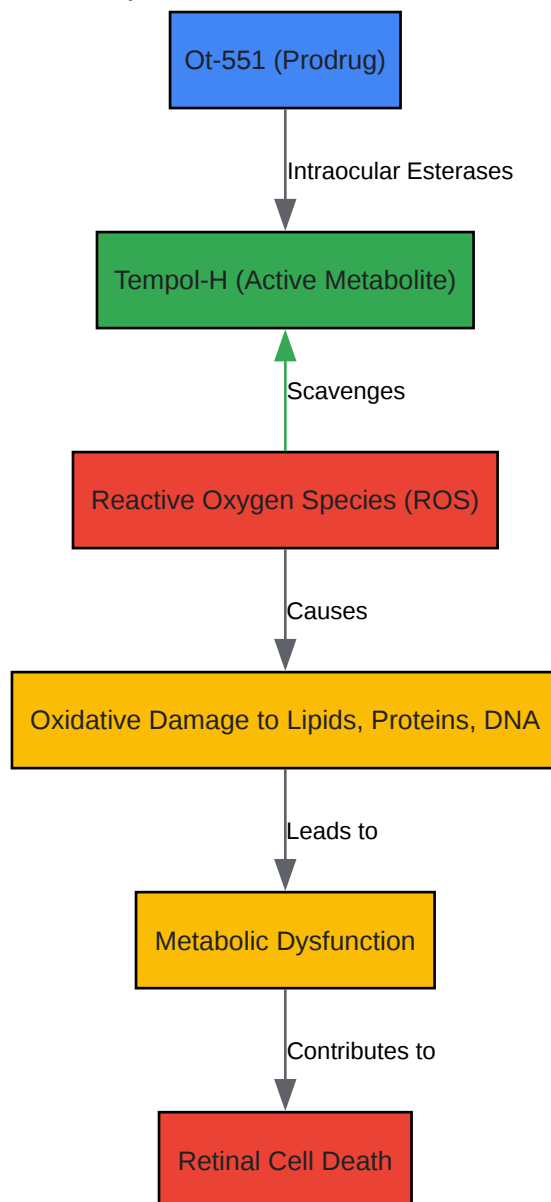 Ot-551 (Prodrug)
Intraocular Esterases
Tempol-H (Active Metabolite)
Scavenges
Reactive Oxygen Species (ROS)
Causes
Oxidative Damage to Lipids, Proteins, DNA
Leads to
Metabolic Dysfunction
Contributes to
Retinal Cell Death